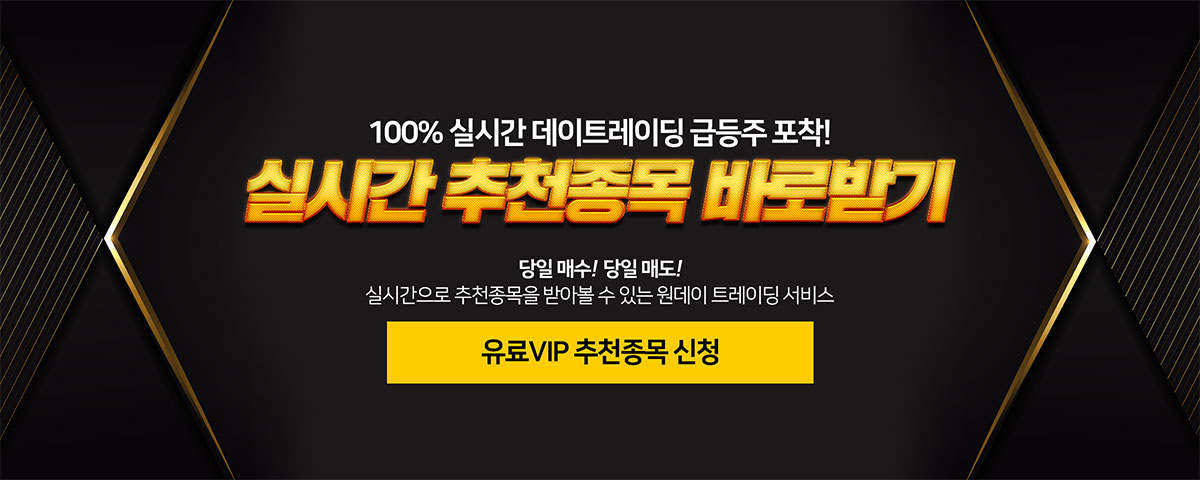 100% 실시간 데이트레이딩 급등주 포착!
실시간 추천종목 바로받기
당일 매수! 당일 매도!
실시간으로 추천종목을 받아볼 수 있는 원데이 트레이딩 서비스
유료VIP 추천종목 신청